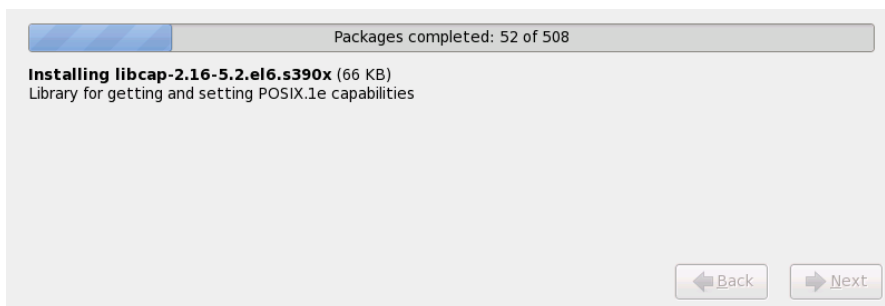 Packages completed: 52 of 508
Installing libcap-2.16-5.2.el6.s390x (66 KB)
Library for getting and setting POSIX.1e capabilities
Back
Next